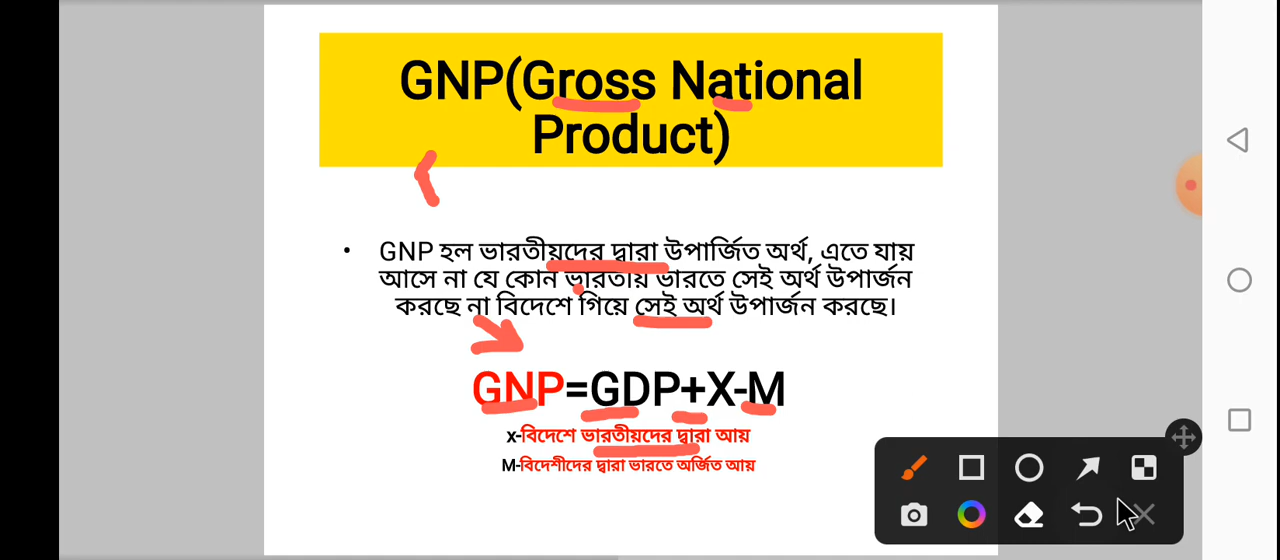 GNP(Gross National
Product)
• GNP হল ভারতীয়দের দ্বারা উপার্জিত অর্থ, এতে যায়
আসে না যে কোন ভারতীয় ভারতে সেই অর্থ উপার্জন
করছে না বিদেশে গিয়ে সেই অর্থ উপার্জন করছে।
GNP=GDP+X-M
x-বিদেশে ভারতীয়দের দ্বারা আয়
M-বিদেশীদের দ্বারা ভারতে অর্জিত আয়